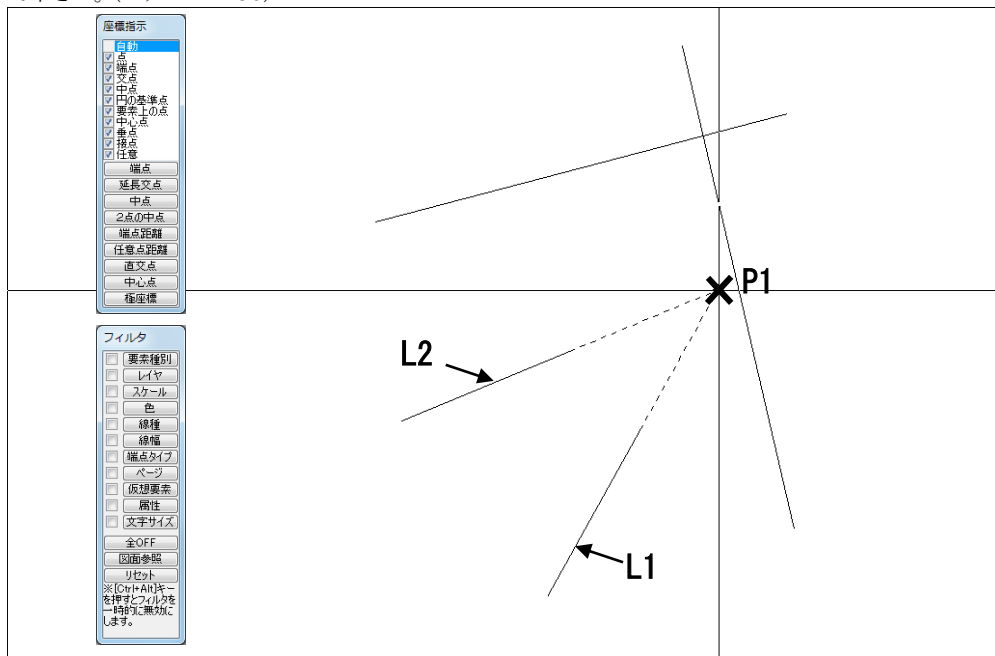 座標指示
自動
点
端点
交点
中点
円の基準点
要素上の点
中心点
垂点
接点
任意
端点
延長交点
中点
2点の中点
端点距離
任意点距離
直交点
中心点
極座標
フィルタ
要素種別
レイヤ
スケール
色
線種
線幅
端点タイプ
ページ
仮想要素
属性
文字サイズ
全OFF
図面参照
リセット
※[Ctrl+Alt]キー
を押すとフィルタを
一時的に無効に
します。
P1
L2
L1